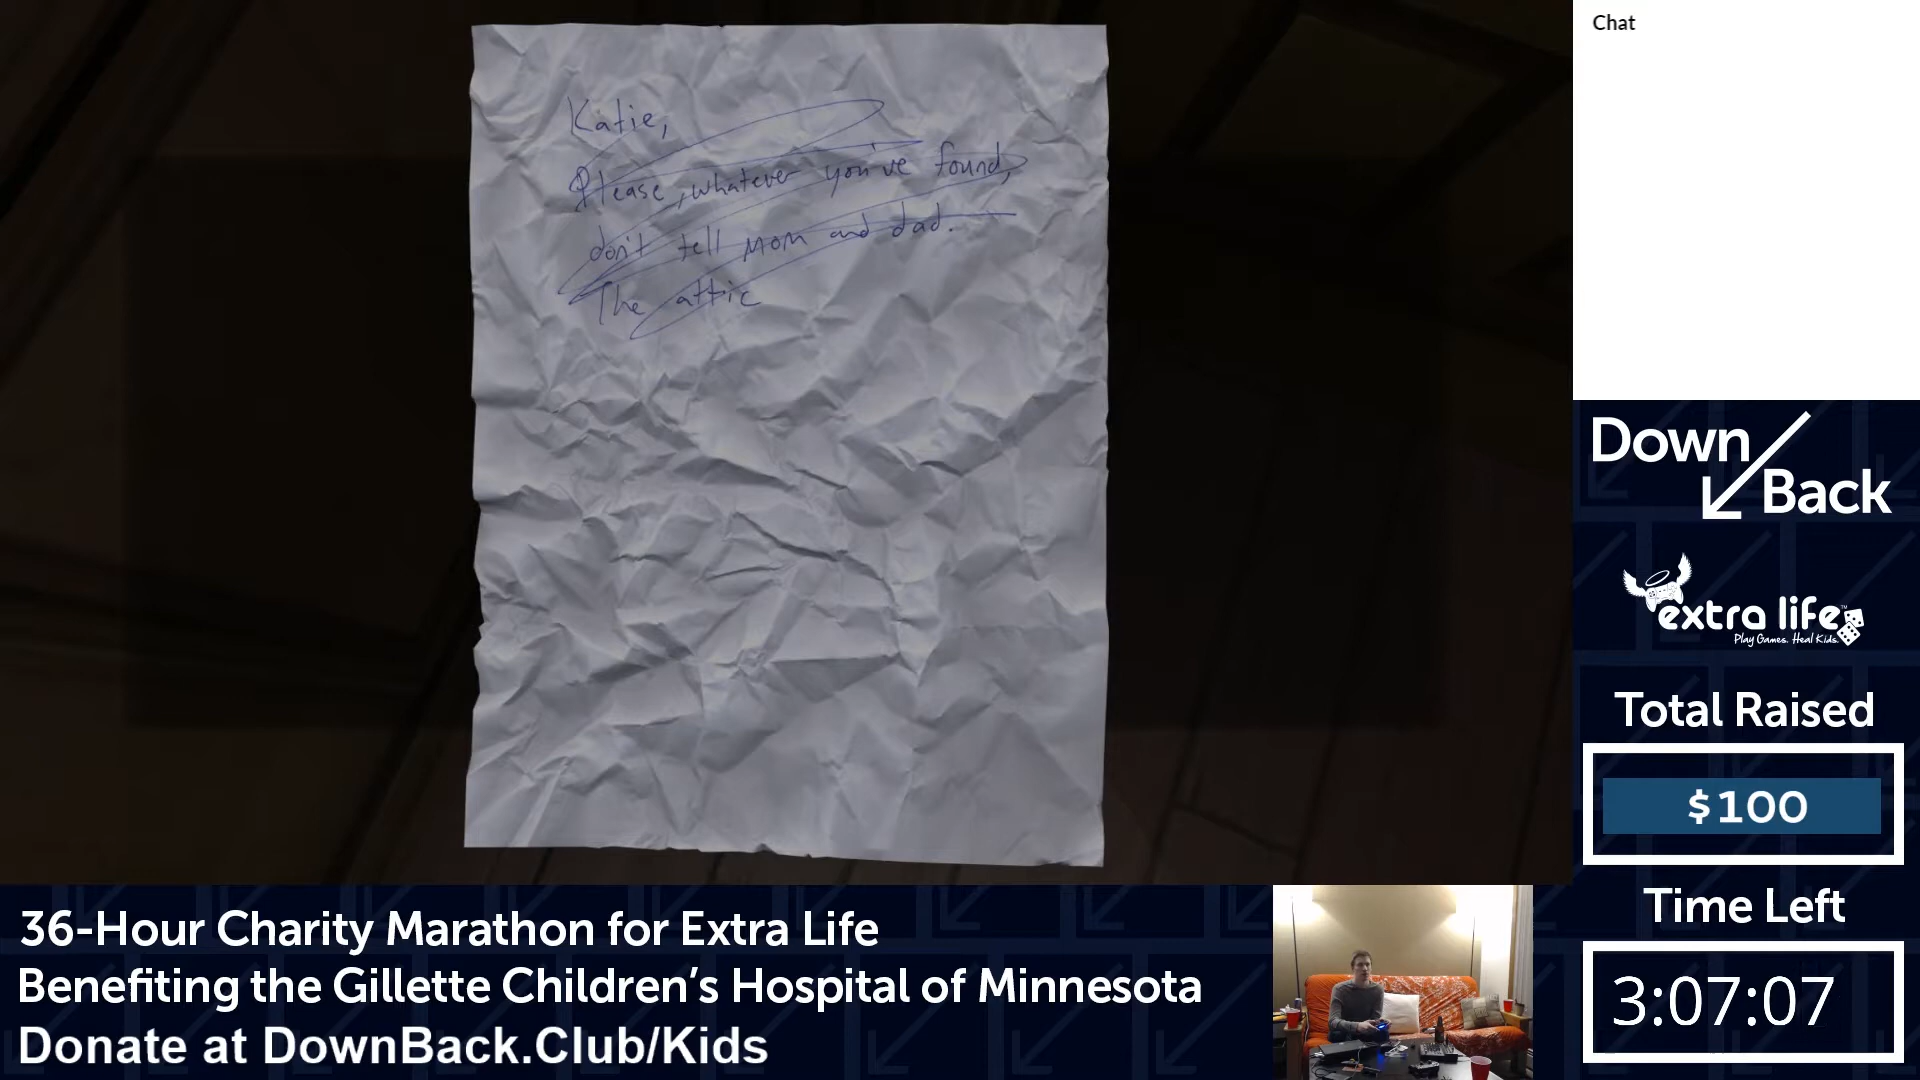 Chat
Katie,
Please, whatever you've found,
don't tell Mom and dad.
The attic
Down
Back
extra life
Play Games. Heal Kids.
Total Raised
$100
Time Left
3:07:07
36-Hour Charity Marathon for Extra Life
Benefiting the Gillette Children's Hospital of Minnesota
Donate at DownBack.Club/Kids